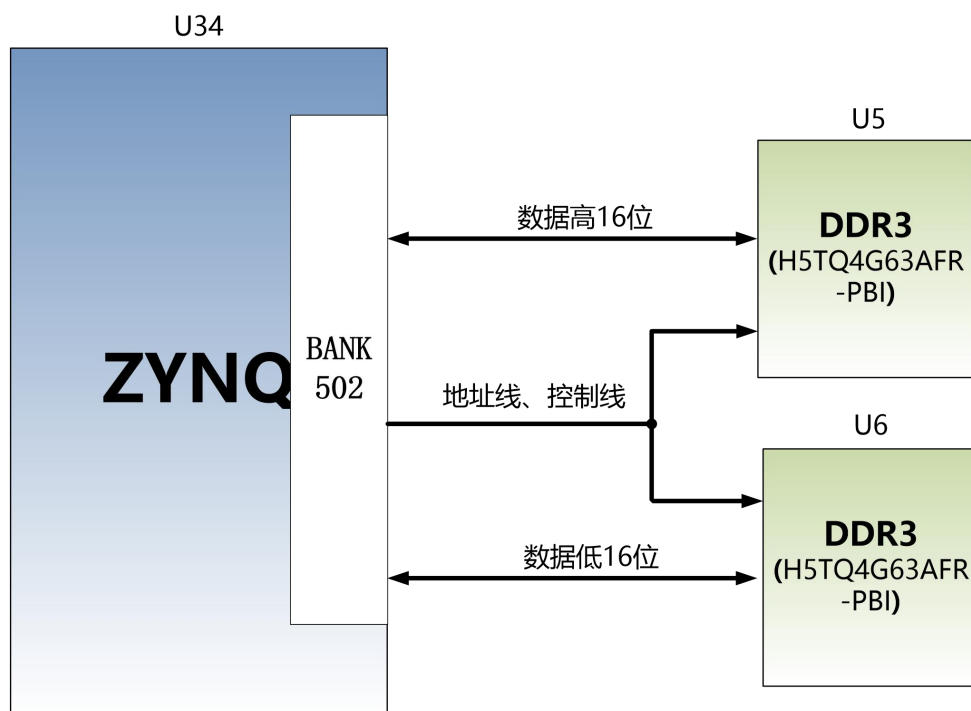 U34
ZYNQ
BANK
502
数据高16位
地址线、控制线
数据低16位
U5
DDR3
(H5TQ4G63AFR
-PBI)
U6
DDR3
(H5TQ4G63AFR
-PBI)